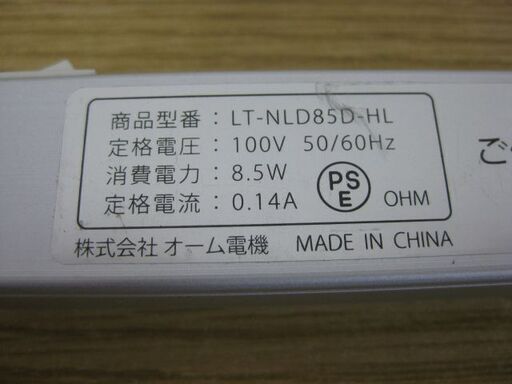 商品型番：LT-NLD85D-HL
定格電圧：100V 50/60Hz
消費電力：8.5W
定格電流：0.14A
PS
E
OHM
株式会社 オーム電機 MADE IN CHINA
ご